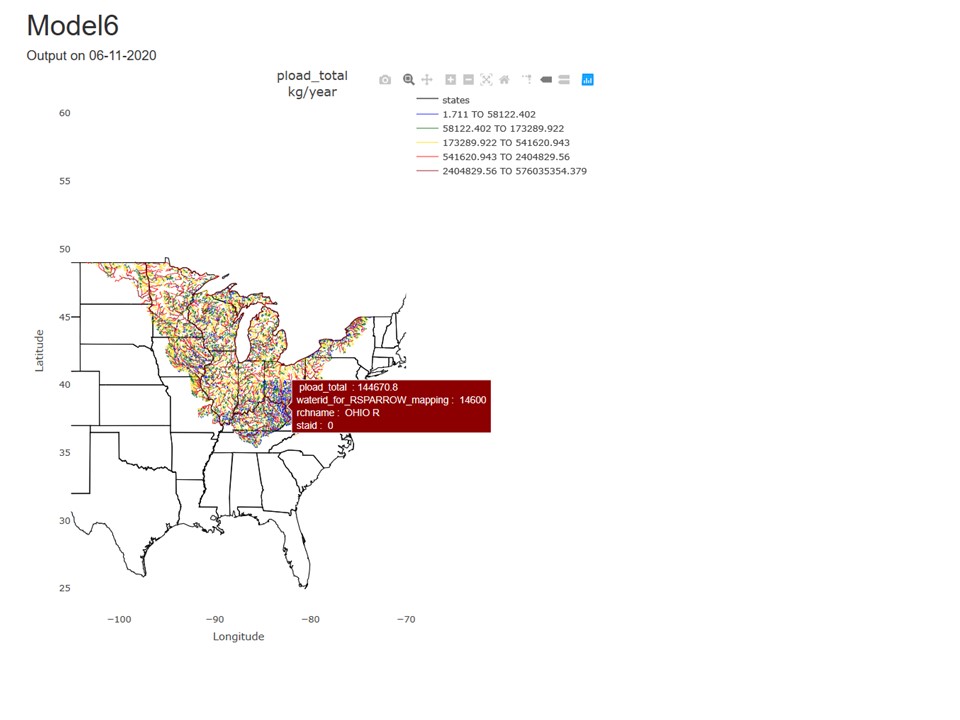 Model6
Output on 06-11-2020
pload_total
kg/year
states
1.711 TO 58122.402
58122.402 TO 173289.922
173289.922 TO 541620.943
541620.943 TO 2404829.56
2404829.56 TO 576035354.379
60
55
50
45
40
35
30
25
Latitude
pload_total : 144670.8
waterid_for_RSPARROW_mapping : 14600
rchname : OHIO R
staid : 0
−100
−90
−80
−70
Longitude